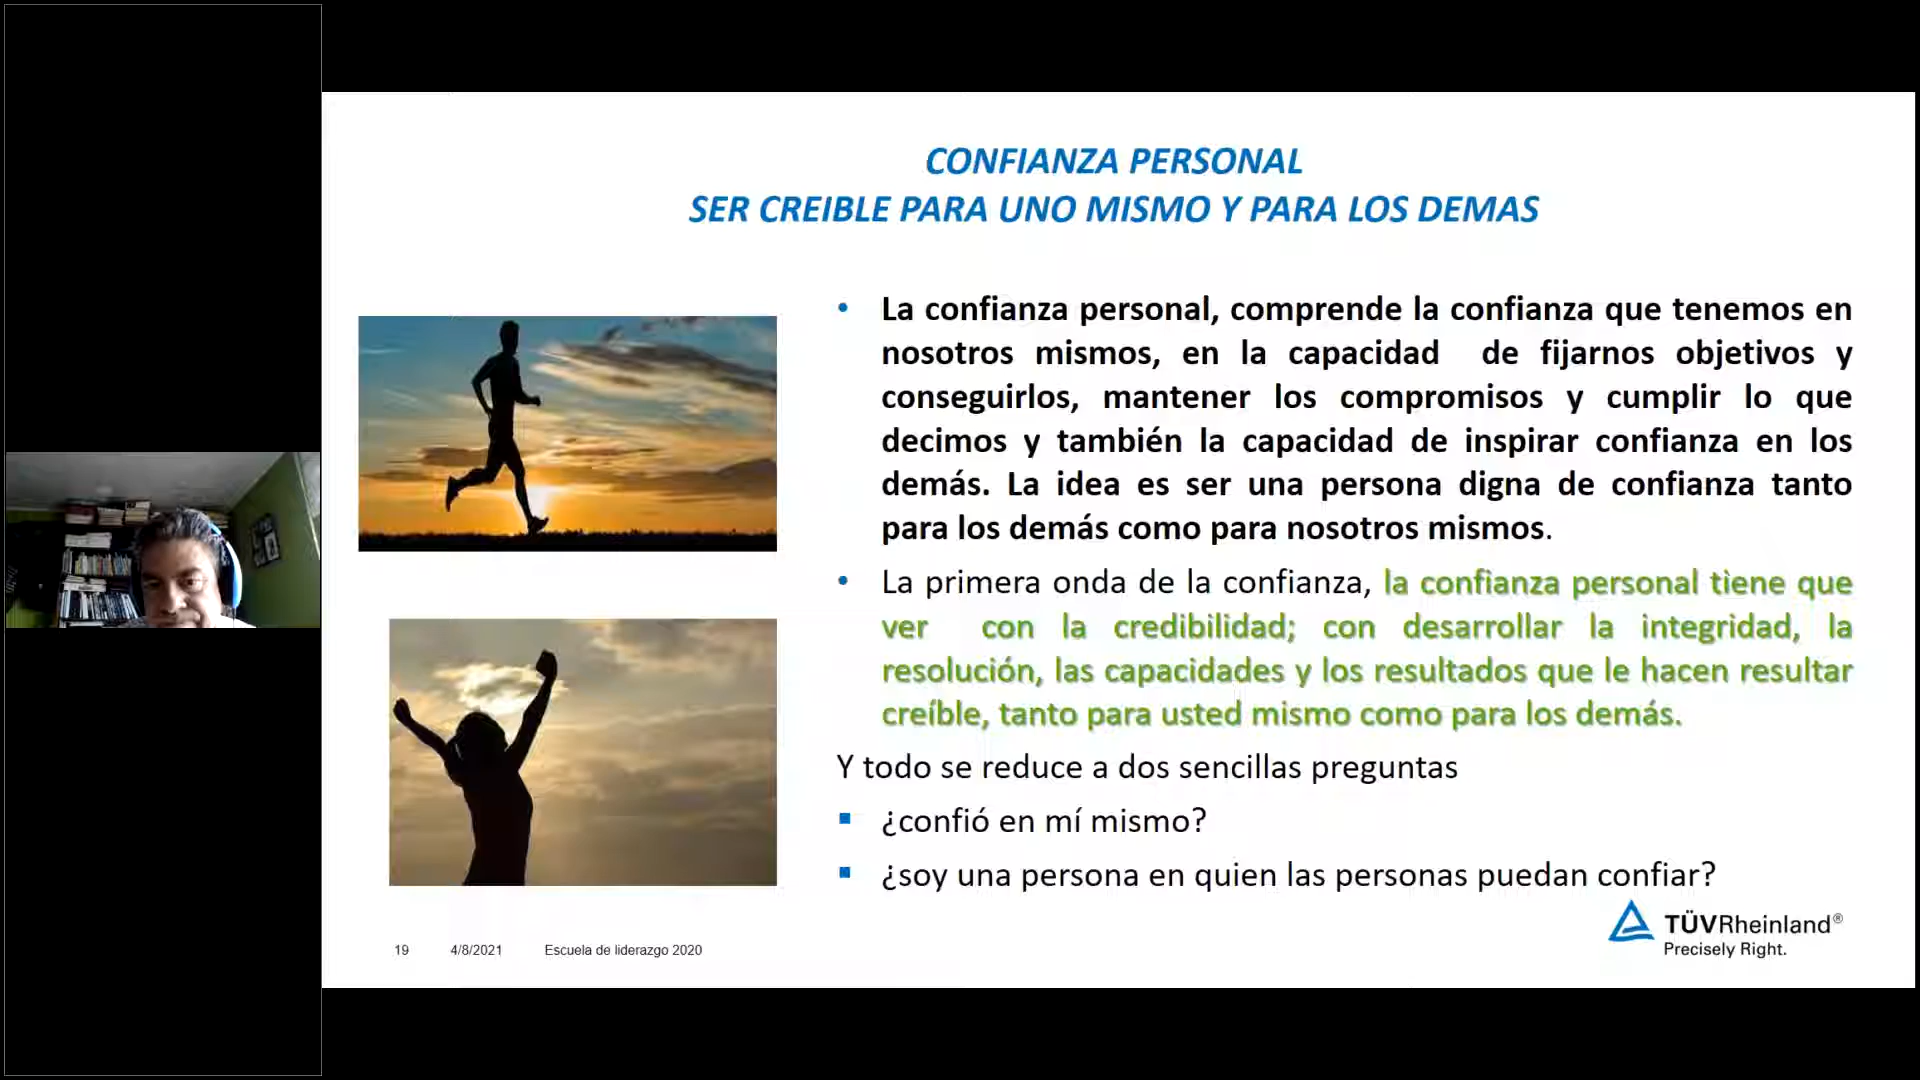 CONFIANZA PERSONAL
SER CREIBLE PARA UNO MISMO Y PARA LOS DEMAS
• La confianza personal, comprende la confianza que tenemos en
nosotros mismos, en la capacidad de fijarnos objetivos y
conseguirlos, mantener los compromisos y cumplir lo que
decimos y también la capacidad de inspirar confianza en los
demás. La idea es ser una persona digna de confianza tanto
para los demás como para nosotros mismos.
• La primera onda de la confianza, la confianza personal tiene que
ver con la credibilidad; con desarrollar la integridad, la
resolución, las capacidades y los resultados que le hacen resultar
creíble, tanto para usted mismo como para los demás.
Y todo se reduce a dos sencillas preguntas
▪ ¿confió en mí mismo?
▪ ¿soy una persona en quien las personas puedan confiar?
TÜVRheinland®
Precisely Right.
19 4/8/2021 Escuela de liderazgo 2020